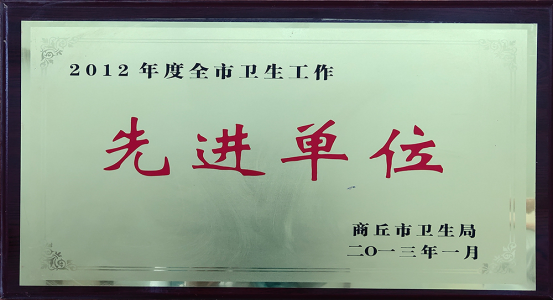 2012年度全市卫生工作
先进单位
商丘市卫生局
二〇一三年一月